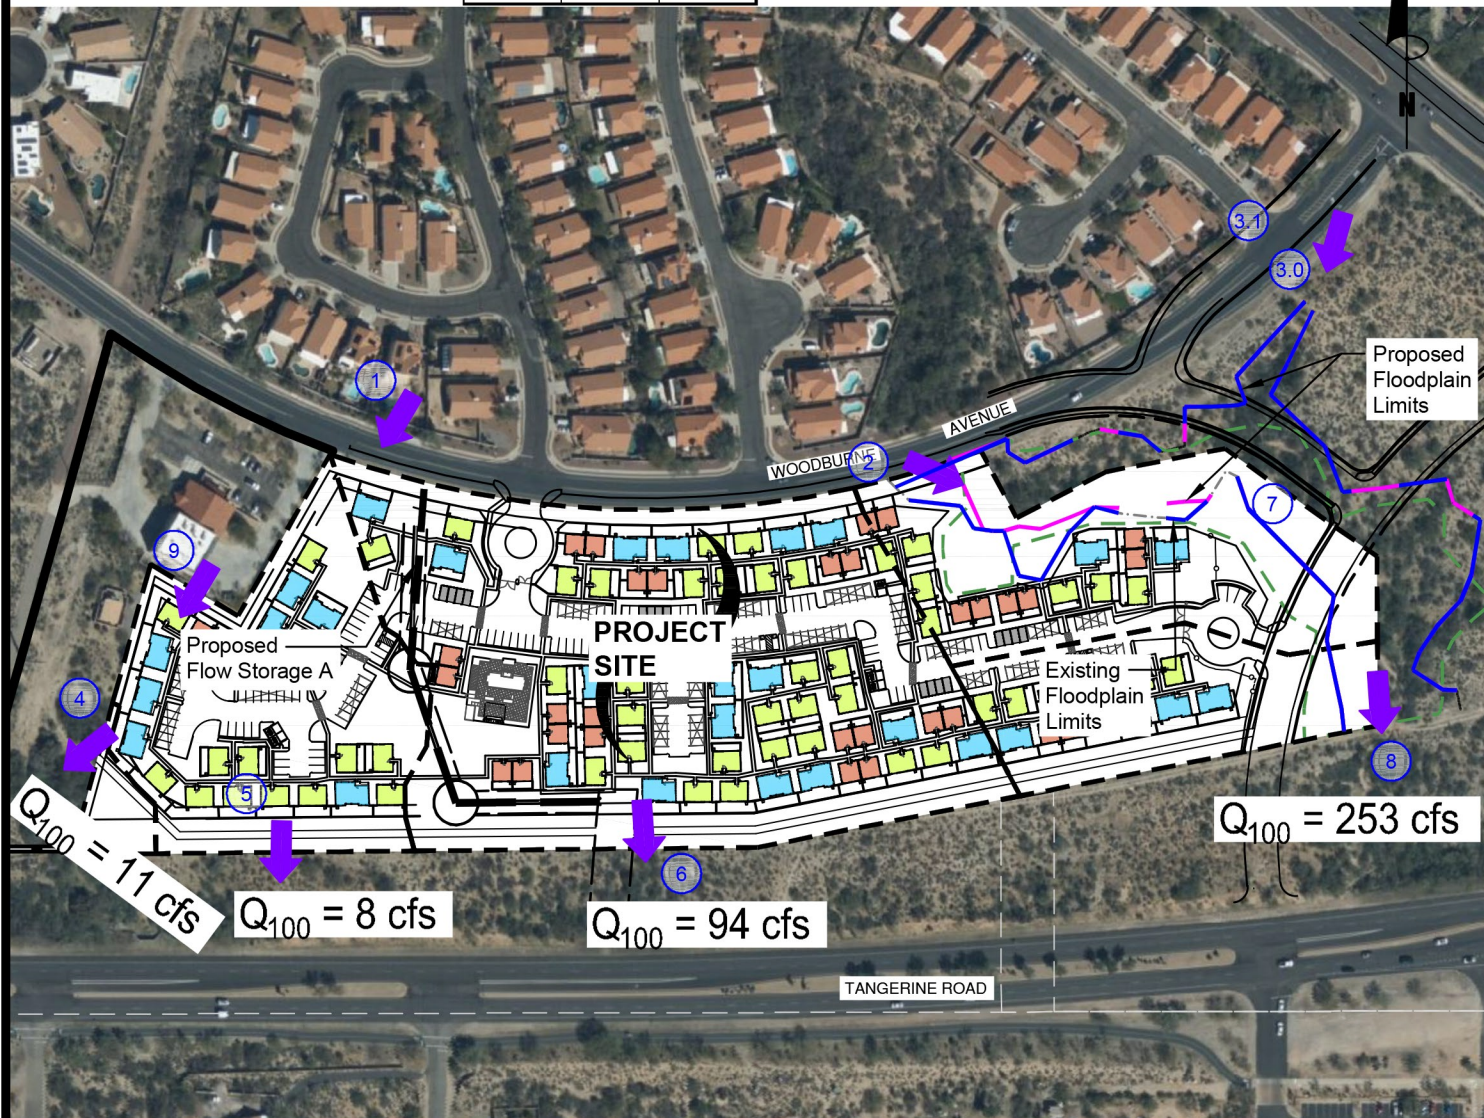 N
3.1
3.0
Proposed
Floodplain
Limits
1
AVENUE
WOODBURNE
2
7
9
PROJECT
SITE
Proposed
Flow Storage A
Existing
Floodplain
Limits
4
5
8
Q100 = 11 cfs
Q100 = 253 cfs
6
Q100 = 8 cfs
Q100 = 94 cfs
TANGERINE ROAD